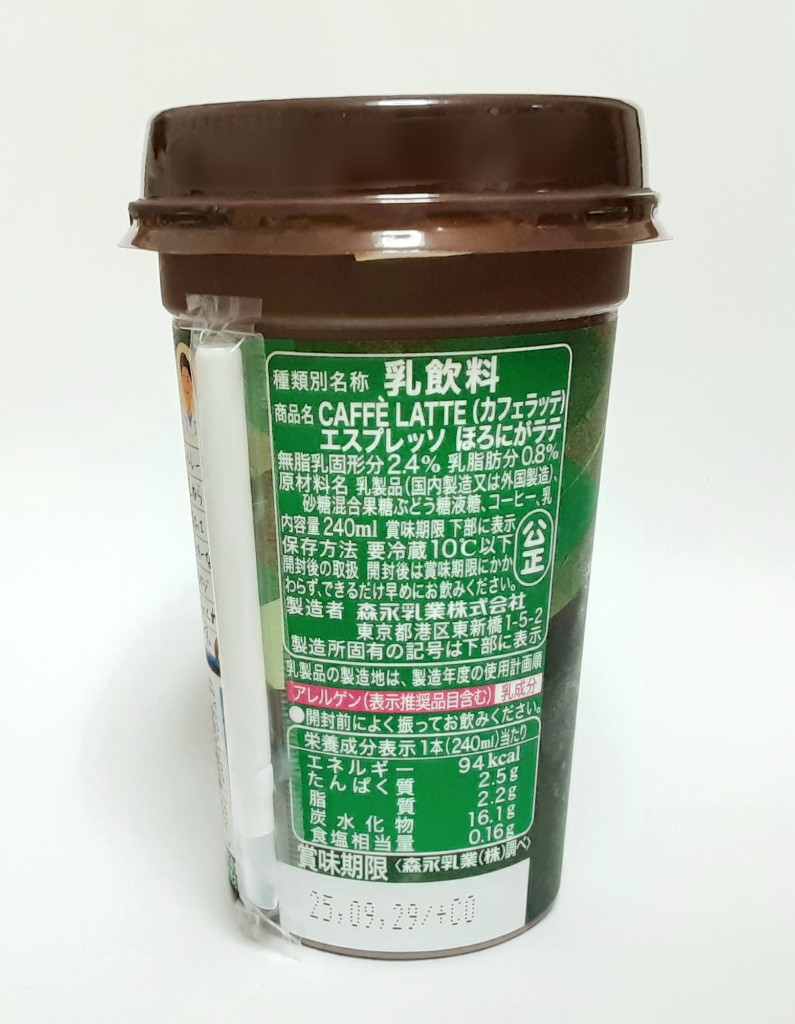 種類別名称 乳飲料
商品名 CAFFÈ LATTE (カフェラッテ)
エスプレッソ ほろにがラテ
無脂乳固形分 2.4% 乳脂肪分 0.8%
原材料名 乳製品(国内製造又は外国製造)、
砂糖混合果糖ぶどう糖液糖、コーヒー、乳
内容量 240ml 賞味期限 下部に表示
保存方法 要冷蔵10℃以下
公正
開封後の取扱 開封後は賞味期限にかか
わらず、できるだけ早めにお飲みください。
製造者 森永乳業株式会社
東京都港区東新橋1-5-2
製造所固有の記号は下部に表示
乳製品の製造地は、製造年度の使用計画順
アレルゲン(表示推奨品目含む) 乳成分
●開封前によく振ってお飲みください。
栄養成分表示 1本(240ml)当たり
エネルギー 94kcal
たんぱく質 2.5g
脂質 2.2g
炭水化物 16.1g
食塩相当量 0.16g
賞味期限 〈森永乳業(株)調べ〉
25.09.29/+CO